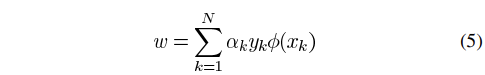 w = \sum_{k=1}^{N} \alpha_k y_k \phi(x_k) (5)